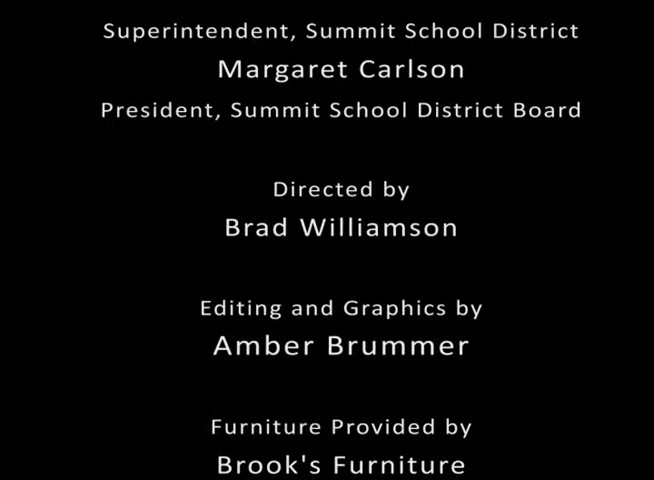 Superintendent, Summit School District
Margaret Carlson
President, Summit School District Board
Directed by
Brad Williamson
Editing and Graphics by
Amber Brummer
Furniture Provided by
Brook's Furniture